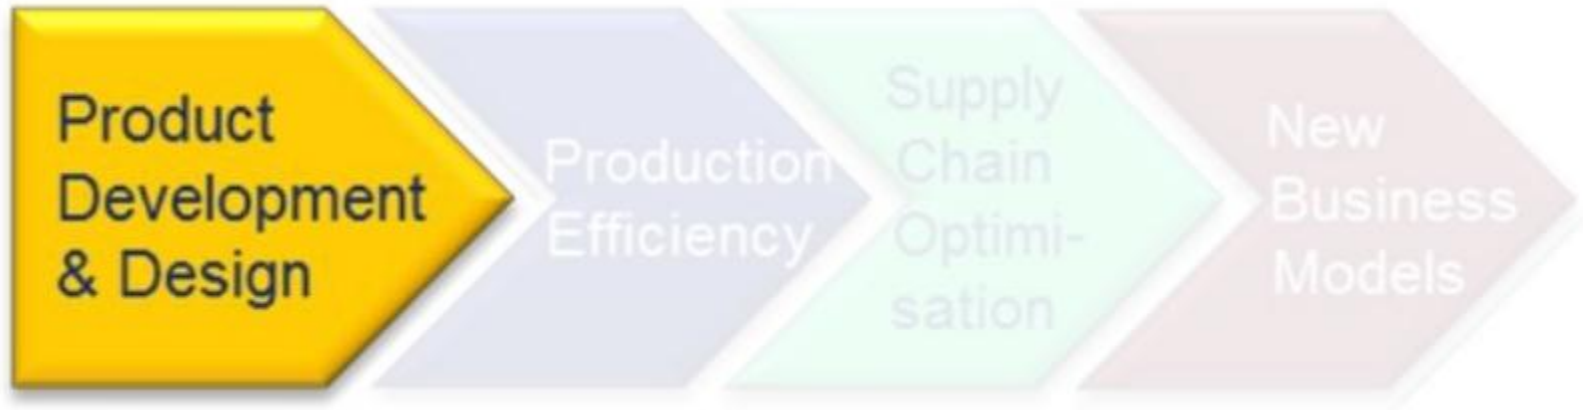 Product
Development
& Design
Production
Efficiency
Supply
Chain
Optimi-
sation
New
Business
Models